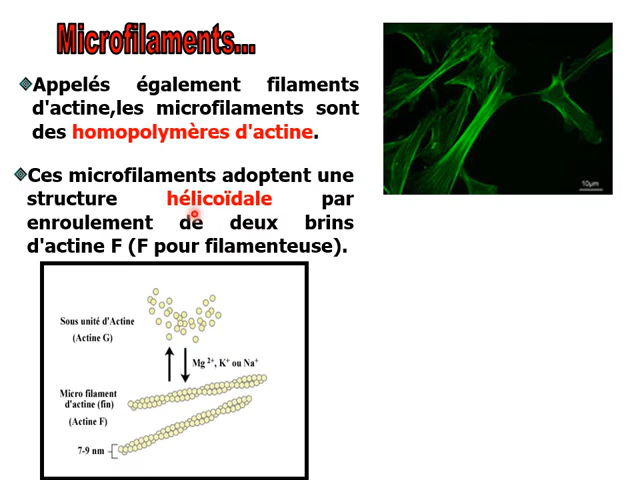 Microfilaments...
Appelés également filaments
d'actine,les microfilaments sont
des homopolymères d'actine.
Ces microfilaments adoptent une
structure hélicoïdale par
enroulement de deux brins
d'actine F (F pour filamenteuse).
10µm
Sous unité d'Actine
(Actine G)
Mg 2+, K+ ou Na+
Micro filament
d'actine (fin)
(Actine F)
7-9 nm